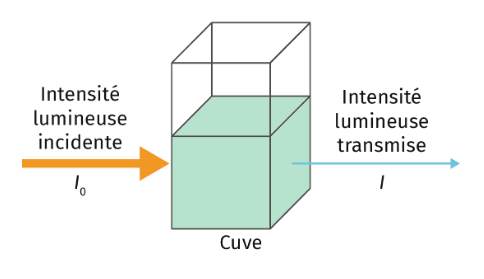 Intensité
lumineuse
incidente
I0
Intensité
lumineuse
transmise
I
Cuve